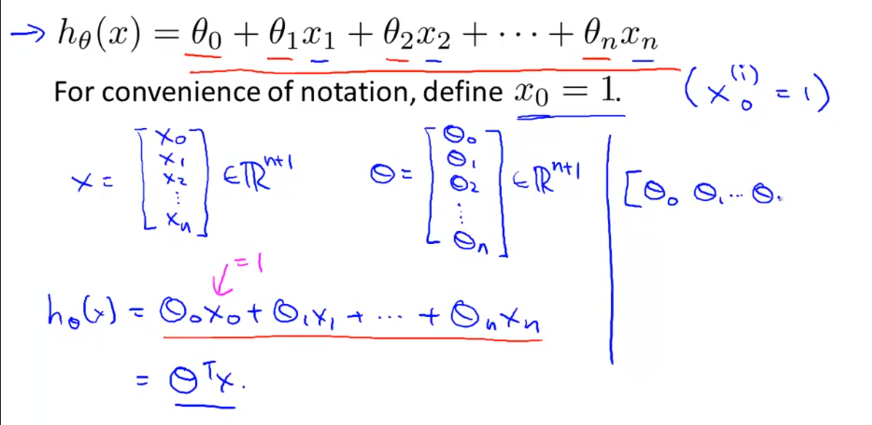 → hθ(x) = θ₀ + θ₁x₁ + θ₂x₂ + ⋯ + θₙxₙ
For convenience of notation, define x₀ = 1. (x₀⁽ⁱ⁾ = 1)
x = [x₀ x₁ x₂ ⋮ xₙ] ∈ ℝⁿ⁺¹ θ = [θ₀ θ₁ θ₂ ⋮ θₙ] ∈ ℝⁿ⁺¹ [θ₀ θ₁ ⋯ θ
= 1
hθ(x) = θ₀x₀ + θ₁x₁ + ⋯ + θₙxₙ
= θᵀx.